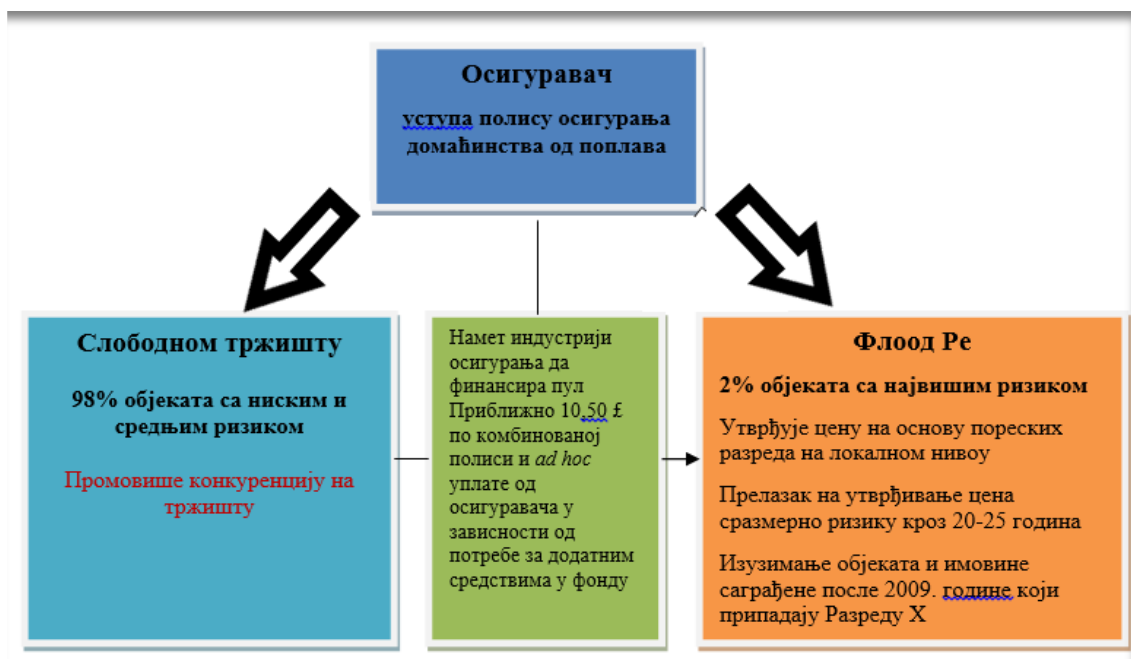 Осигуравач
уступа полису осигурања
домаћинства од поплава
Слободном тржишту
98% објеката са ниским и
средњим ризиком
Промовише конкуренцију на
тржишту
Намет индустрији
осигурања да
финансира пул
Приближно 10,50 £
по комбинованој
полиси и ad hoc
уплате од
осигуравача у
зависности од
потребе за додатним
средствима у фонду
Флоод Ре
2% објеката са највишим ризиком
Утврђује цену на основу пореских
разреда на локалном нивоу
Прелазак на утврђивање цена
сразмерно ризику кроз 20-25 година
Изузимање објеката и имовине
саграђене после 2009. године који
припадају Разреду Х